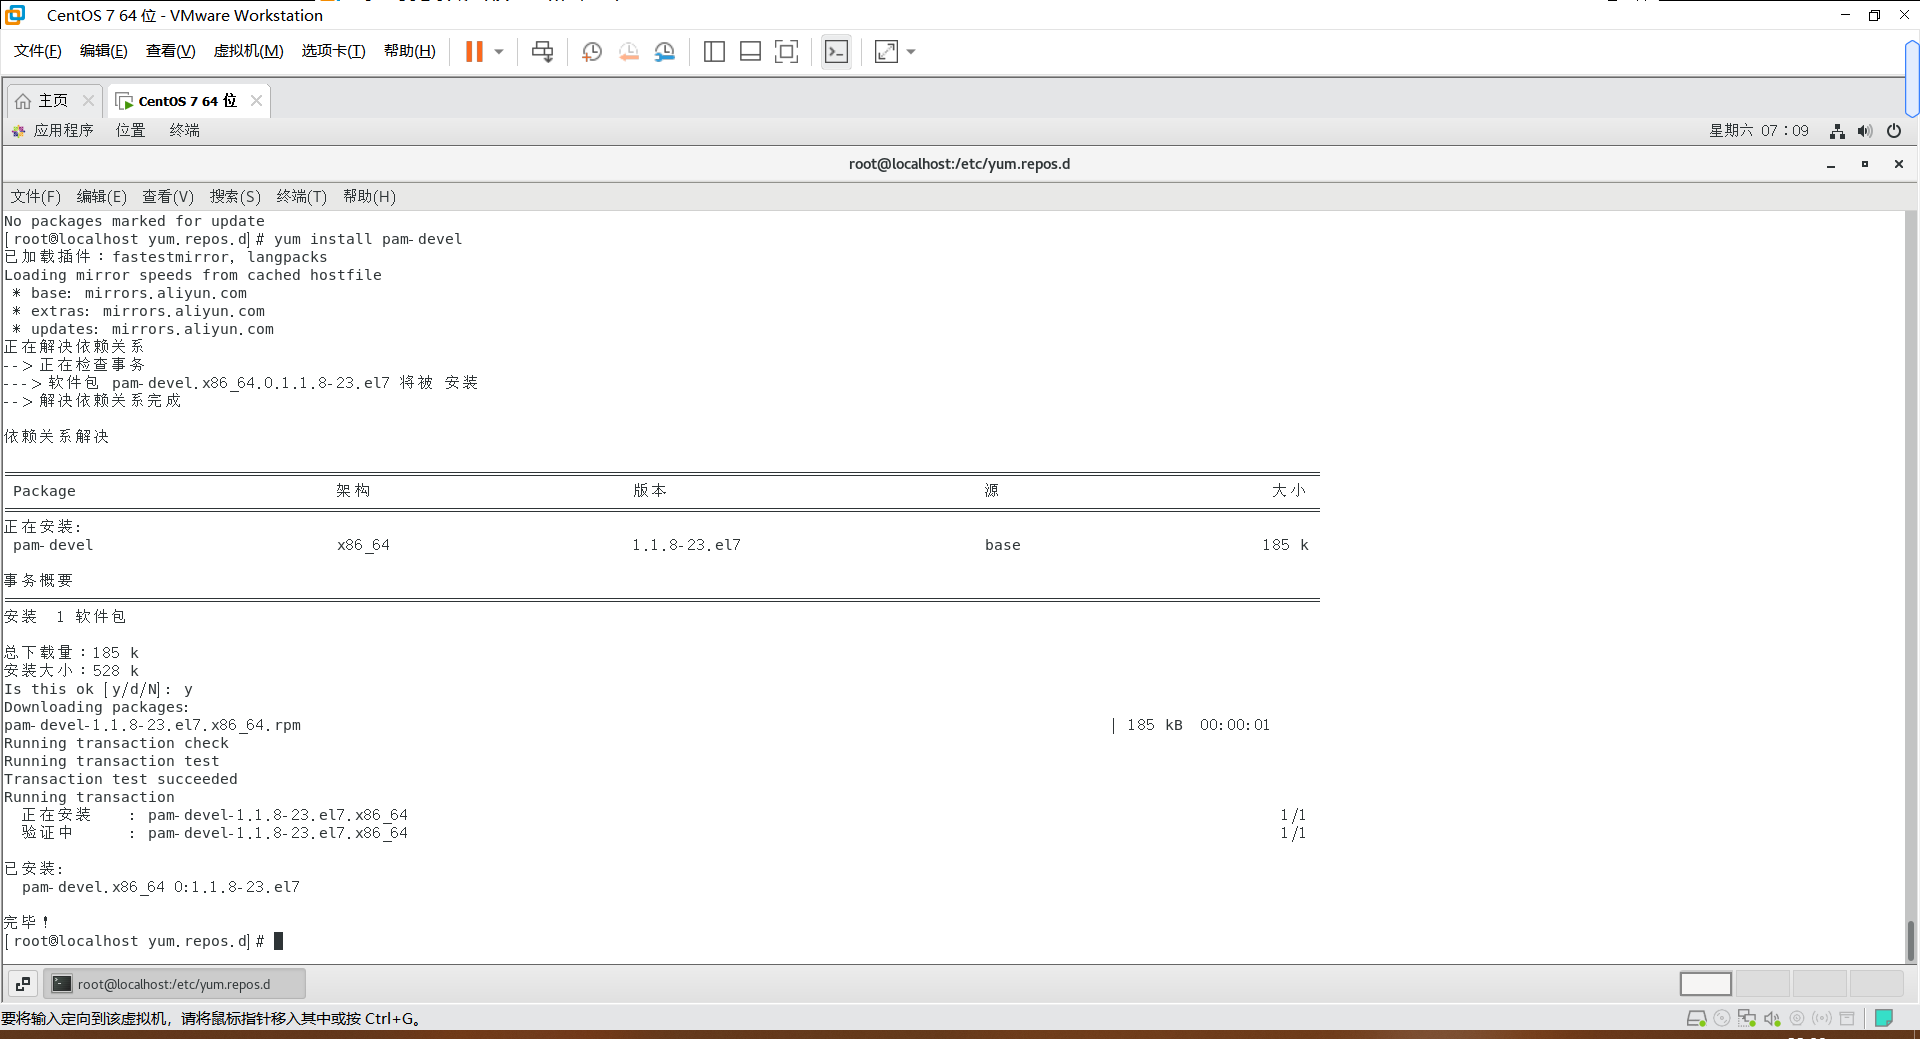 CentOS 7 64 位 - VMware Workstation
文件(F) 编辑(E) 查看(V) 虚拟机(M) 选项卡(T) 帮助(H)
主页 CentOS 7 64 位
应用程序 位置 终端 星期六 07：09
root@localhost:/etc/yum.repos.d
文件(F) 编辑(E) 查看(V) 搜索(S) 终端(T) 帮助(H)
No packages marked for update
[root@localhost yum.repos.d]# yum install pam-devel
已加载插件：fastestmirror, langpacks
Loading mirror speeds from cached hostfile
 * base: mirrors.aliyun.com
 * extras: mirrors.aliyun.com
 * updates: mirrors.aliyun.com
正在解决依赖关系
--> 正在检查事务
---> 软件包 pam-devel.x86_64.0.1.1.8-23.el7 将被 安装
--> 解决依赖关系完成
依赖关系解决
Package 架构 版本 源 大小
正在安装:
pam-devel x86_64 1.1.8-23.el7 base 185 k
事务概要
安装 1 软件包
总下载量：185 k
安装大小：528 k
Is this ok [y/d/N]: y
Downloading packages:
pam-devel-1.1.8-23.el7.x86_64.rpm | 185 kB 00:00:01
Running transaction check
Running transaction test
Transaction test succeeded
Running transaction
正在安装 : pam-devel-1.1.8-23.el7.x86_64 1/1
验证中 : pam-devel-1.1.8-23.el7.x86_64 1/1
已安装:
pam-devel.x86_64 0:1.1.8-23.el7
完毕！
[root@localhost yum.repos.d]#
root@localhost:/etc/yum.repos.d
要将输入定向到该虚拟机，请将鼠标指针移入其中或按 Ctrl+G。